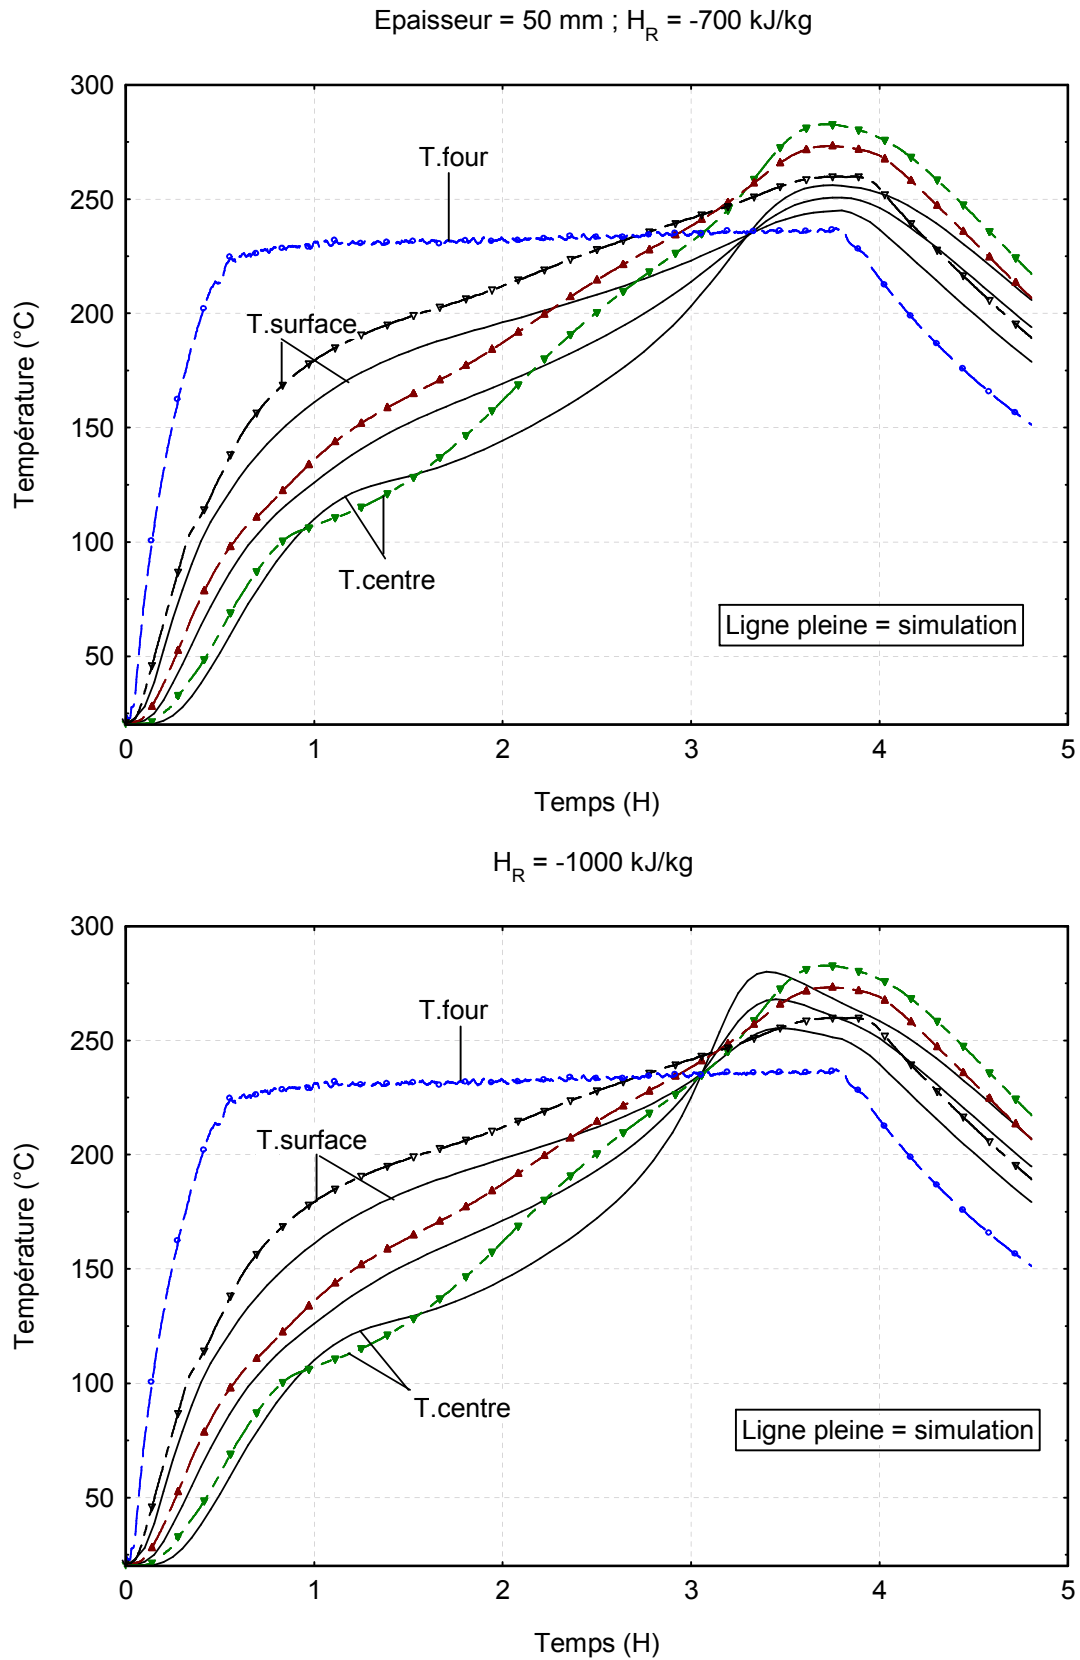 Epaisseur = 50 mm ; H_R = -700 kJ/kg
300
250
200
150
100
50
Température (°C)
T.four
T.surface
T.centre
Ligne pleine = simulation
0 1 2 3 4 5
Temps (H)
H_R = -1000 kJ/kg
300
250
200
150
100
50
Température (°C)
T.four
T.surface
T.centre
Ligne pleine = simulation
0 1 2 3 4 5
Temps (H)